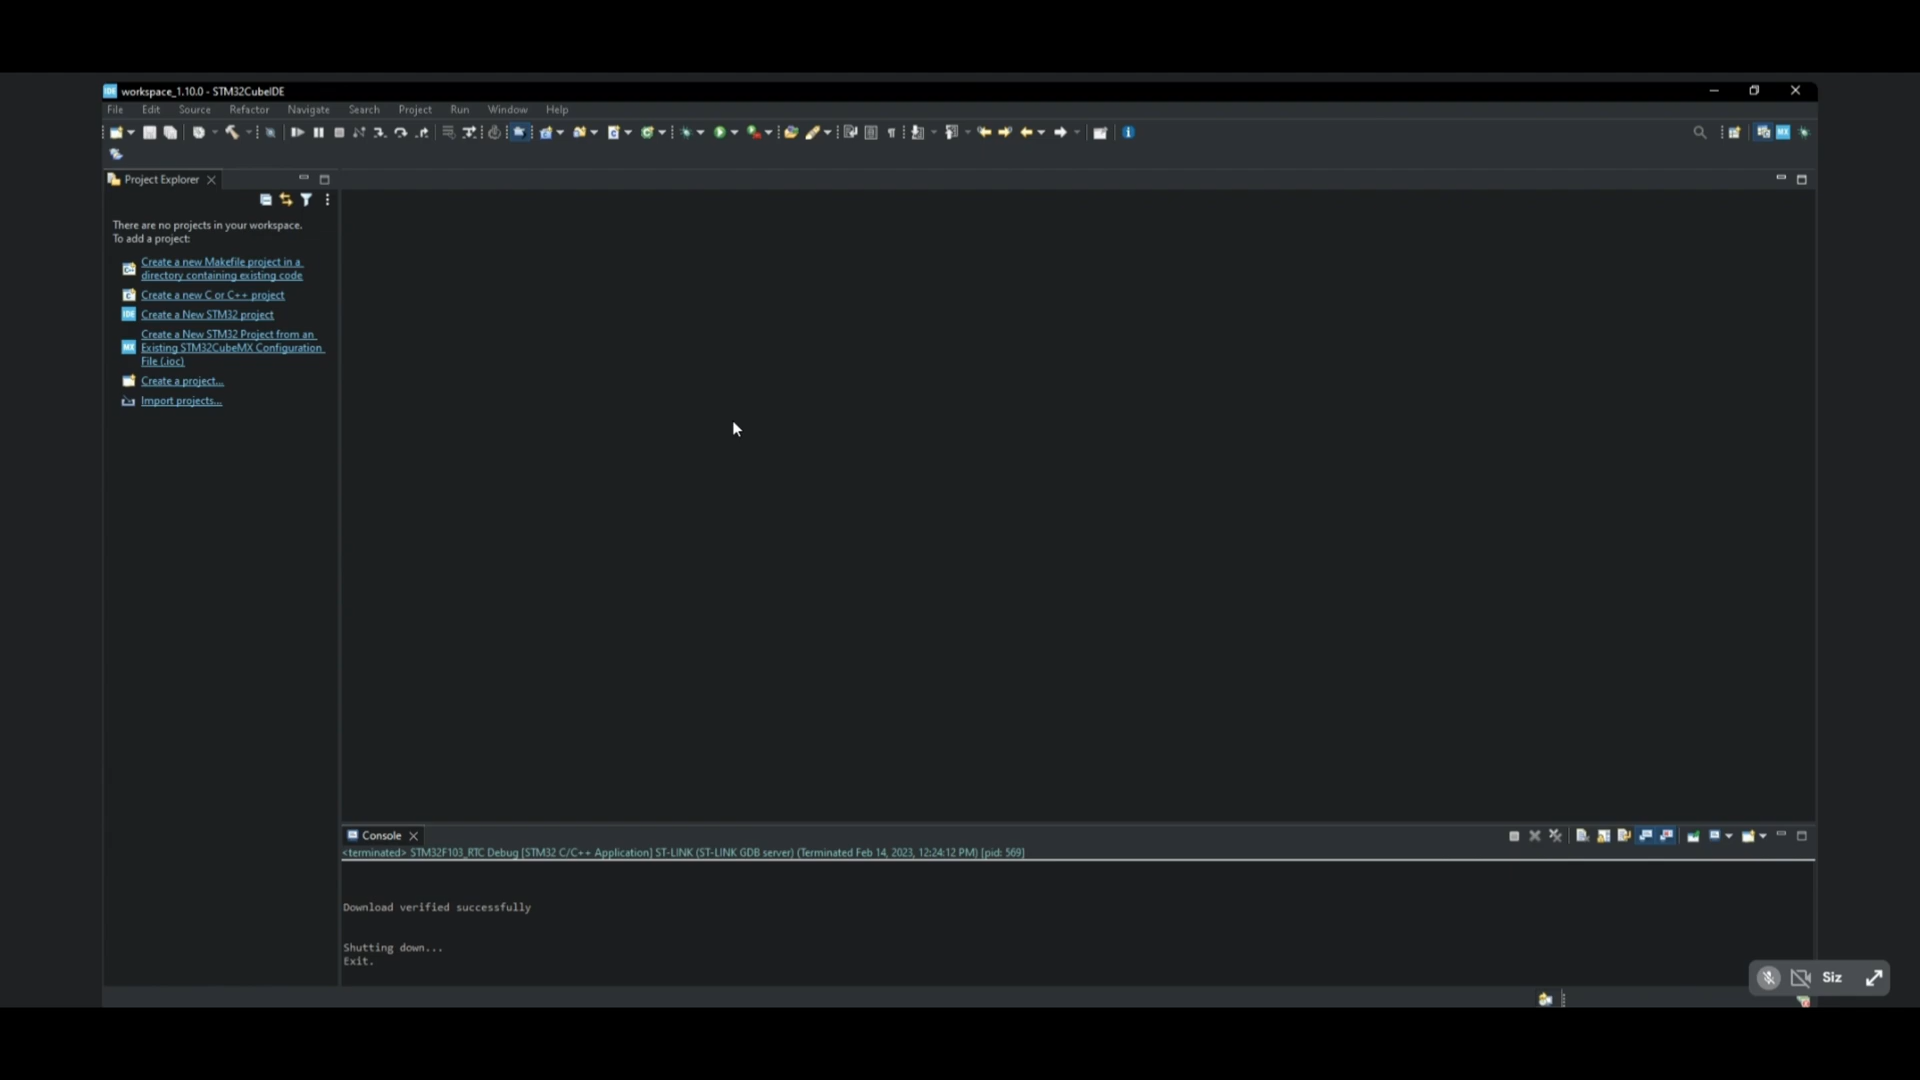 workspace_1.10.0 - STM32CubeIDE
File Edit Source Refactor Navigate Search Project Run Window Help
Project Explorer
There are no projects in your workspace.
To add a project:
Create a new Makefile project in a
directory containing existing code
Create a new C or C++ project
Create a New STM32 project
Create a New STM32 Project from an
Existing STM32CubeMX Configuration
File (.ioc)
Create a project...
Import projects...
Console
<terminated> STM32F103_RTC Debug [STM32 C/C++ Application] ST-LINK (ST-LINK GDB server) (Terminated Feb 14, 2023, 12:24:12 PM) [pid: 569]
Download verified successfully
Shutting down...
Exit.
Siz